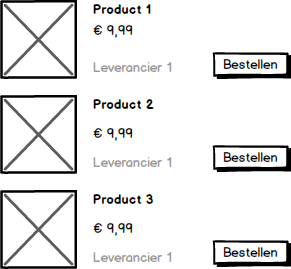 Product 1
€ 9,99
Leverancier 1
Bestellen
Product 2
€ 9,99
Leverancier 1
Bestellen
Product 3
€ 9,99
Leverancier 1
Bestellen